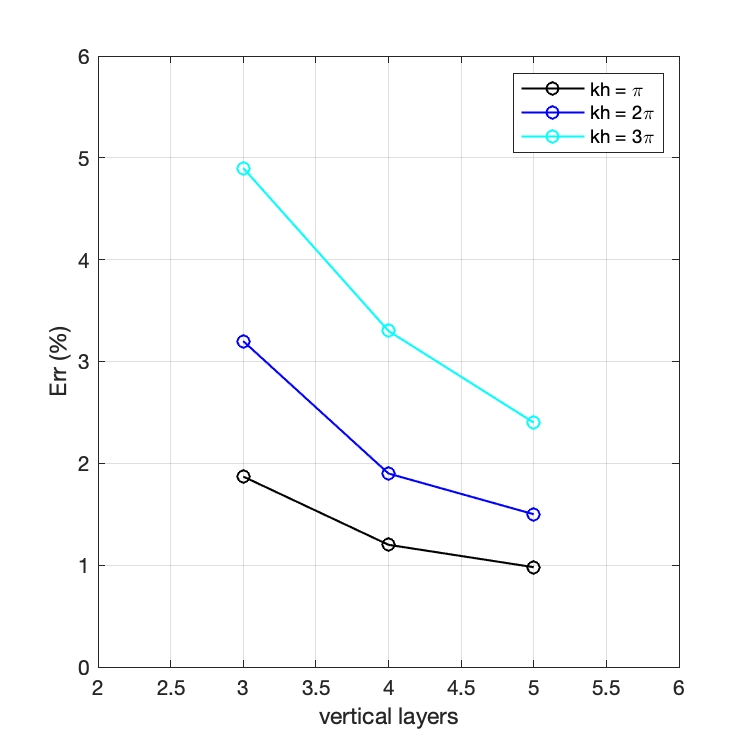 6
5
4
3
2
1
0
Err (%)
kh = π
kh = 2π
kh = 3π
2 2.5 3 3.5 4 4.5 5 5.5 6
vertical layers